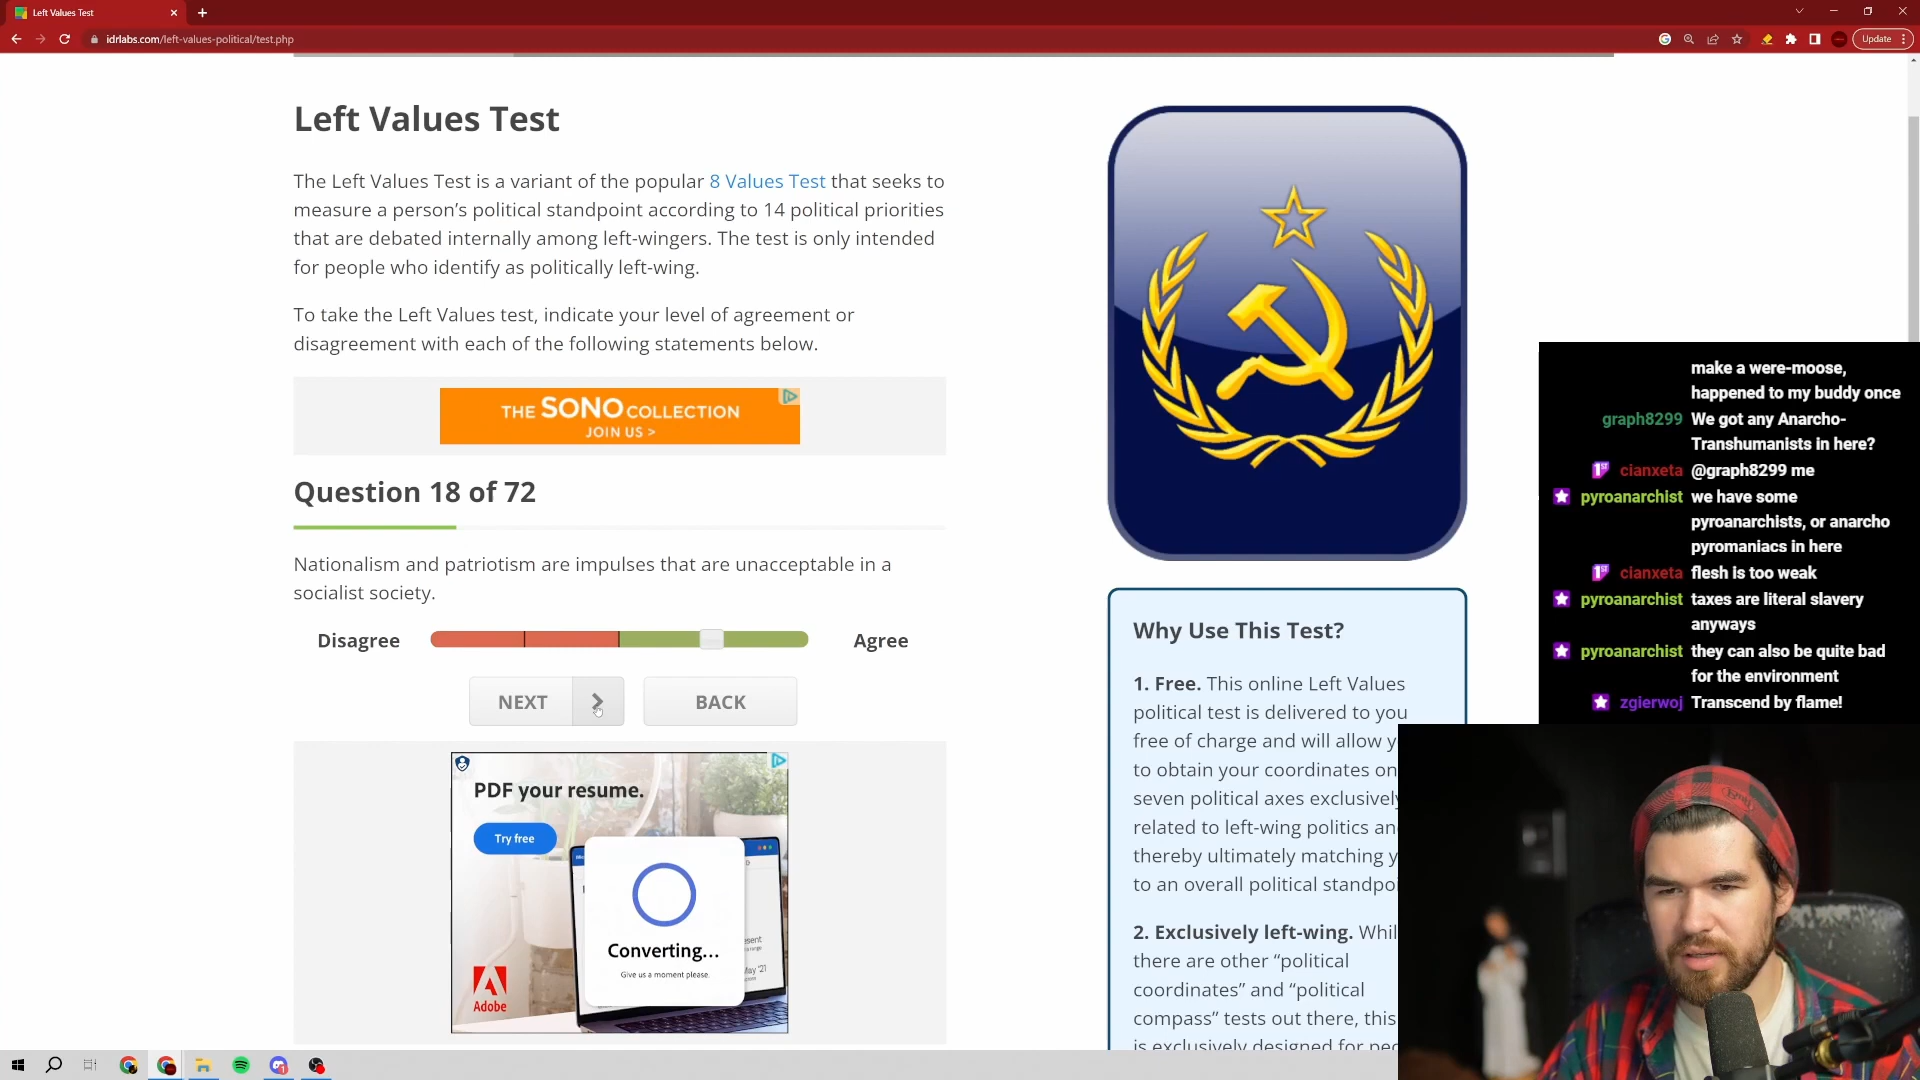 Left Values Test
idrlabs.com/left-values-political/test.php
Update
Left Values Test
The Left Values Test is a variant of the popular 8 Values Test that seeks to
measure a person's political standpoint according to 14 political priorities
that are debated internally among left-wingers. The test is only intended
for people who identify as politically left-wing.
To take the Left Values test, indicate your level of agreement or
disagreement with each of the following statements below.
THE SONO COLLECTION
JOIN US >
Question 18 of 72
Nationalism and patriotism are impulses that are unacceptable in a
socialist society.
Disagree
Agree
NEXT
BACK
PDF your resume.
Try free
Converting...
Give us a moment please.
May '21
Adobe
Why Use This Test?
1. Free. This online Left Values
political test is delivered to you
free of charge and will allow y
to obtain your coordinates on
seven political axes exclusively
related to left-wing politics an
thereby ultimately matching y
to an overall political standpoi
2. Exclusively left-wing. Whil
there are other “political
coordinates” and “political
compass” tests out there, this
is exclusively designed for peo
make a were-moose,
happened to my buddy once
graph8299 We got any Anarcho-
Transhumanists in here?
cianxeta @graph8299 me
pyroanarchist we have some
pyroanarchists, or anarcho
pyromaniacs in here
cianxeta flesh is too weak
pyroanarchist taxes are literal slavery
anyways
pyroanarchist they can also be quite bad
for the environment
zgierwoj Transcend by flame!